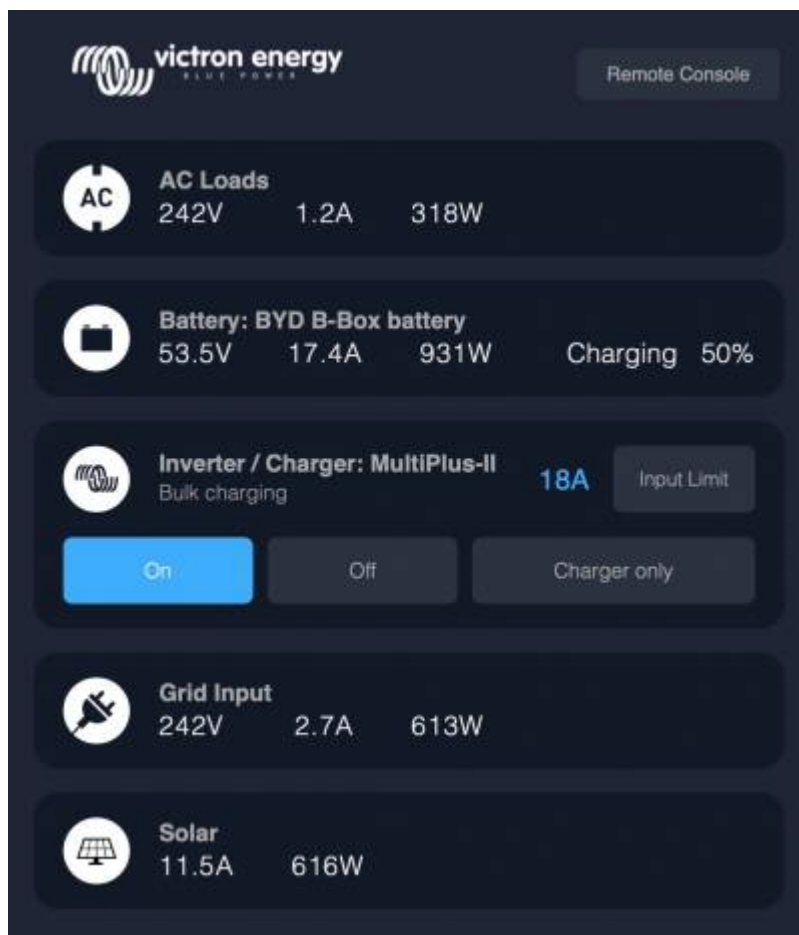 victron energy
BLUE POWER
Remote Console
AC
AC Loads
242V 1.2A 318W
Battery: BYD B-Box battery
53.5V 17.4A 931W Charging 50%
Inverter / Charger: MultiPlus-II
Bulk charging
18A Input Limit
On Off Charger only
Grid Input
242V 2.7A 613W
Solar
11.5A 616W